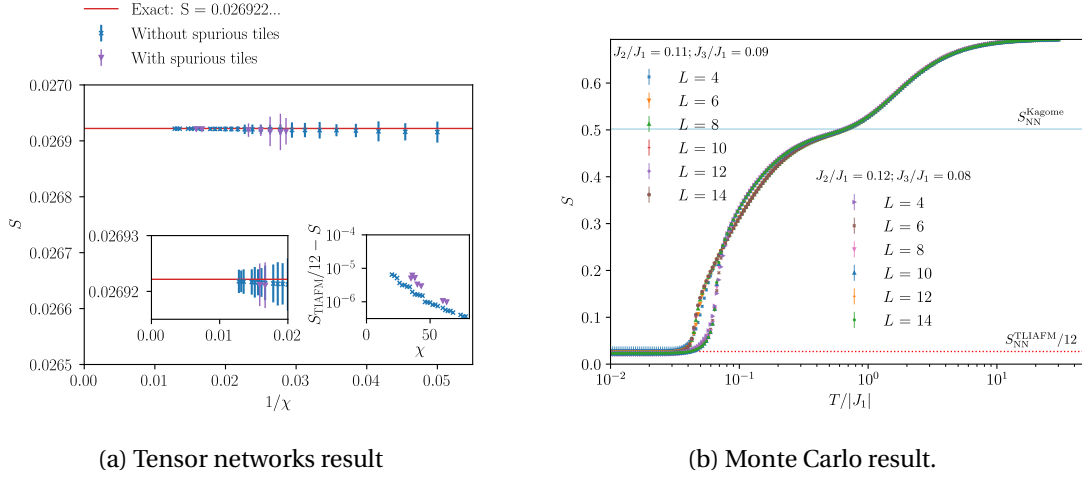 Exact: S = 0.026922...
Without spurious tiles
With spurious tiles
0.0270
0.0269
0.0268
0.0267
0.0266
0.0265
S
0.02693
0.02692
0.00 0.01 0.02
S_TIAFM/12 − S
10^−4
10^−5
10^−6
0 50
χ
0.00 0.01 0.02 0.03 0.04 0.05
1/χ
(a) Tensor networks result
J_2/J_1 = 0.11; J_3/J_1 = 0.09
L = 4
L = 6
L = 8
L = 10
L = 12
L = 14
S_NN^Kagome
J_2/J_1 = 0.12; J_3/J_1 = 0.08
L = 4
L = 6
L = 8
L = 10
L = 12
L = 14
S_NN^TLIAFM/12
0.6
0.5
0.4
0.3
0.2
0.1
0.0
S
10^−2 10^−1 10^0 10^1
T/|J_1|
(b) Monte Carlo result.